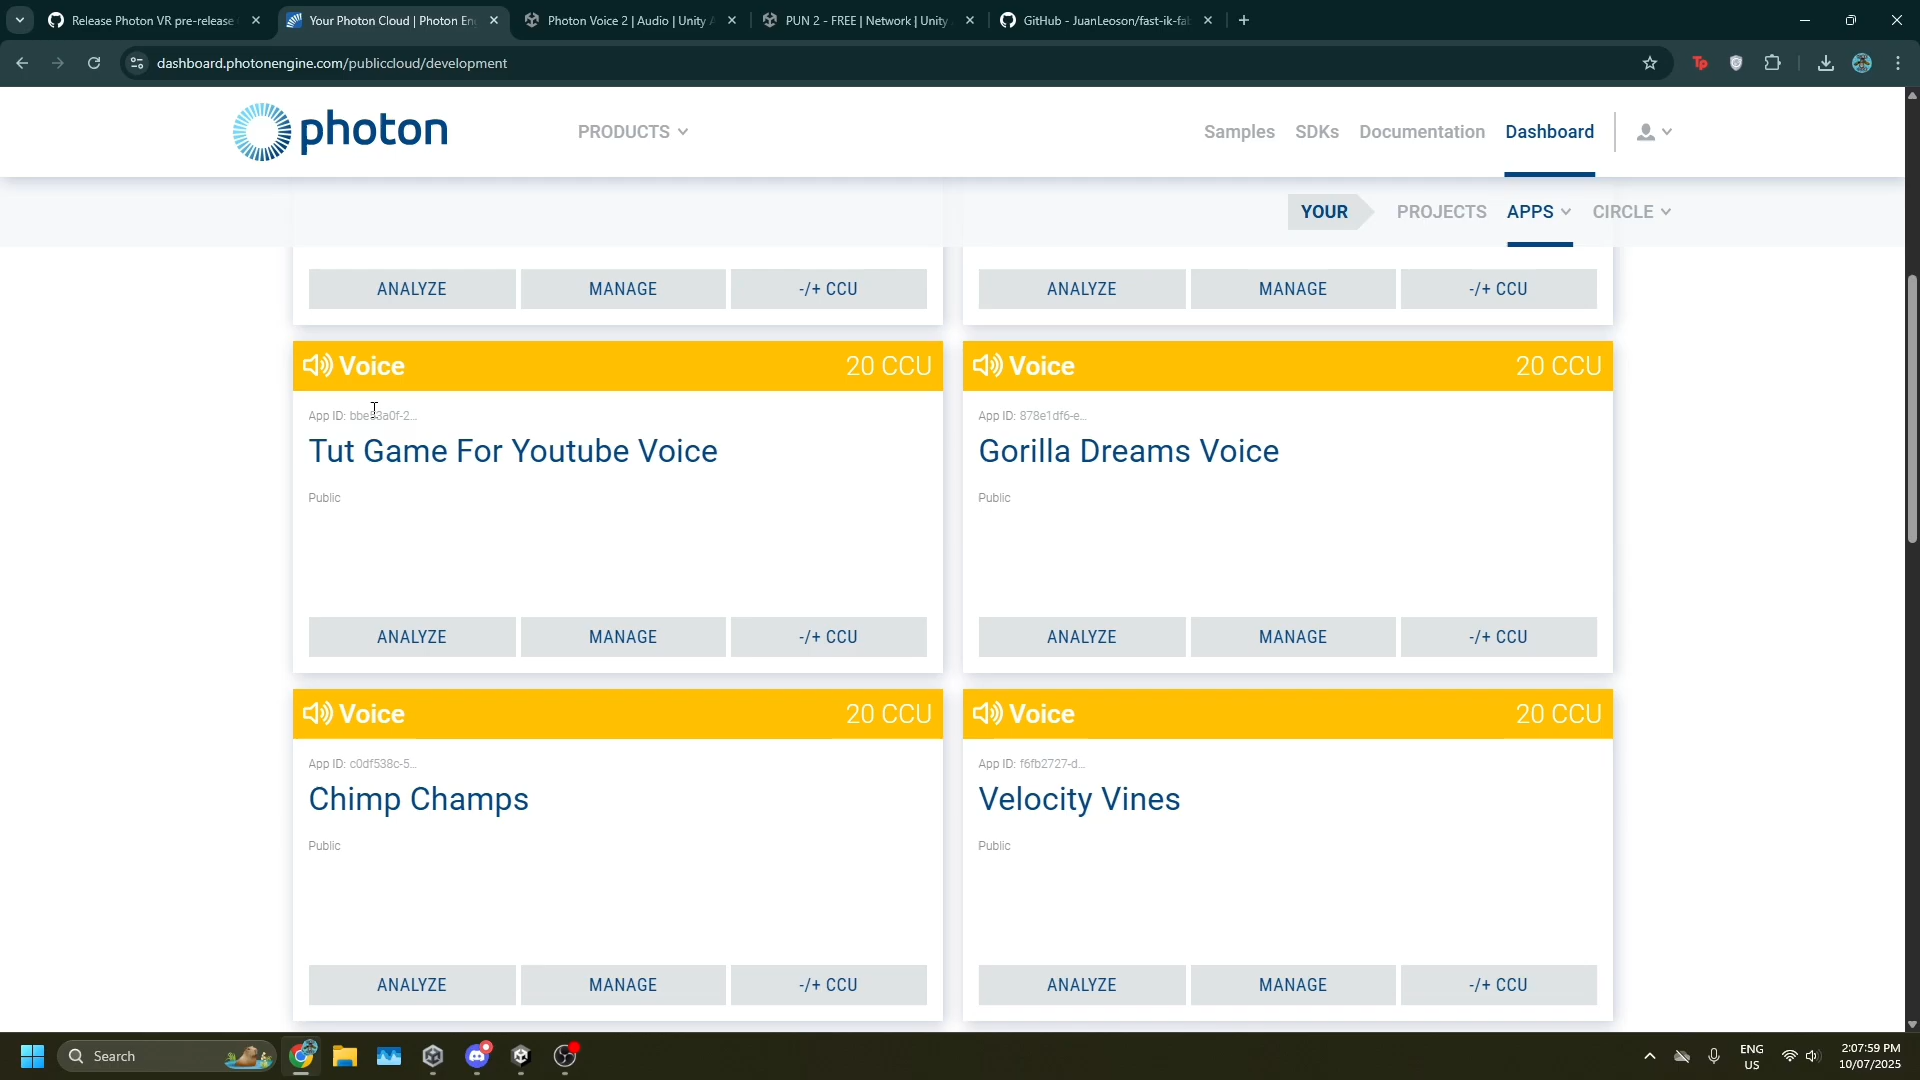 Release Photon VR pre-release
Your Photon Cloud | Photon En
Photon Voice 2 | Audio | Unity
PUN 2 - FREE | Network | Unity
GitHub - JuanLeoson/fast-ik-fab
dashboard.photonengine.com/publiccloud/development
Tp
photon
PRODUCTS
Samples
SDKs
Documentation
Dashboard
YOUR
PROJECTS
APPS
CIRCLE
ANALYZE
MANAGE
-/+ CCU
ANALYZE
MANAGE
-/+ CCU
Voice
20 CCU
App ID:
Tut Game For Youtube Voice
Public
ANALYZE
MANAGE
-/+ CCU
Voice
20 CCU
App ID: 878e1df6-e...
Gorilla Dreams Voice
Public
ANALYZE
MANAGE
-/+ CCU
Voice
20 CCU
App ID: c0df538c-5...
Chimp Champs
Public
ANALYZE
MANAGE
-/+ CCU
Voice
20 CCU
App ID: f6fb2727-d...
Velocity Vines
Public
ANALYZE
MANAGE
-/+ CCU
Search
ENG
US
2:07:59 PM
10/07/2025